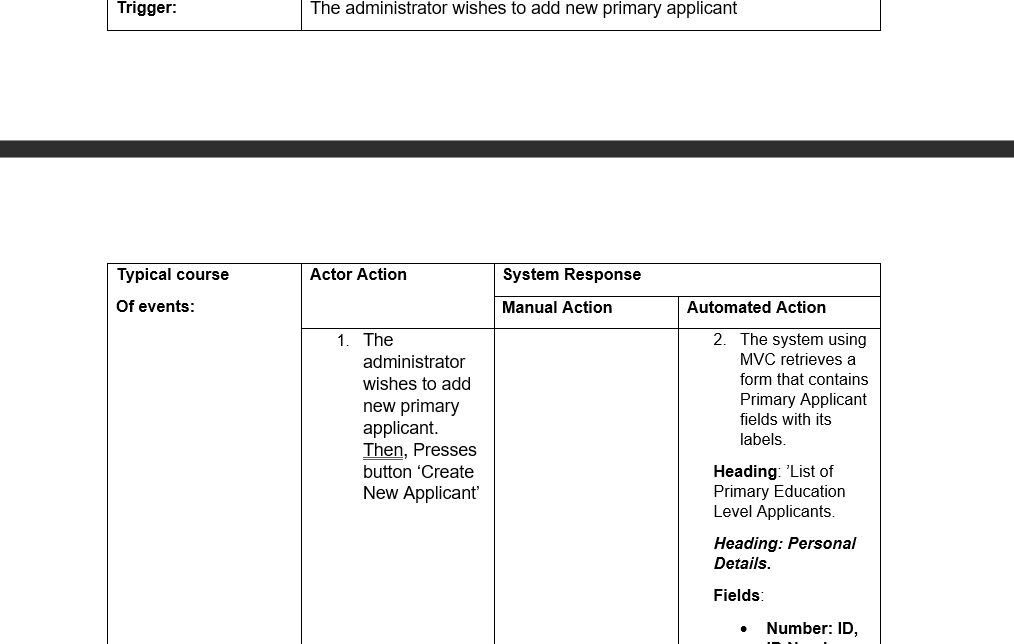 Trigger:
The administrator wishes to add new primary applicant
Typical course
Of events:
Actor Action
System Response
Manual Action
Automated Action
1. The
administrator
wishes to add
new primary
applicant.
Then, Presses
button ‘Create
New Applicant’
2. The system using
MVC retrieves a
form that contains
Primary Applicant
fields with its
labels.
Heading: ’List of
Primary Education
Level Applicants.
Heading: Personal
Details.
Fields:
• Number: ID,